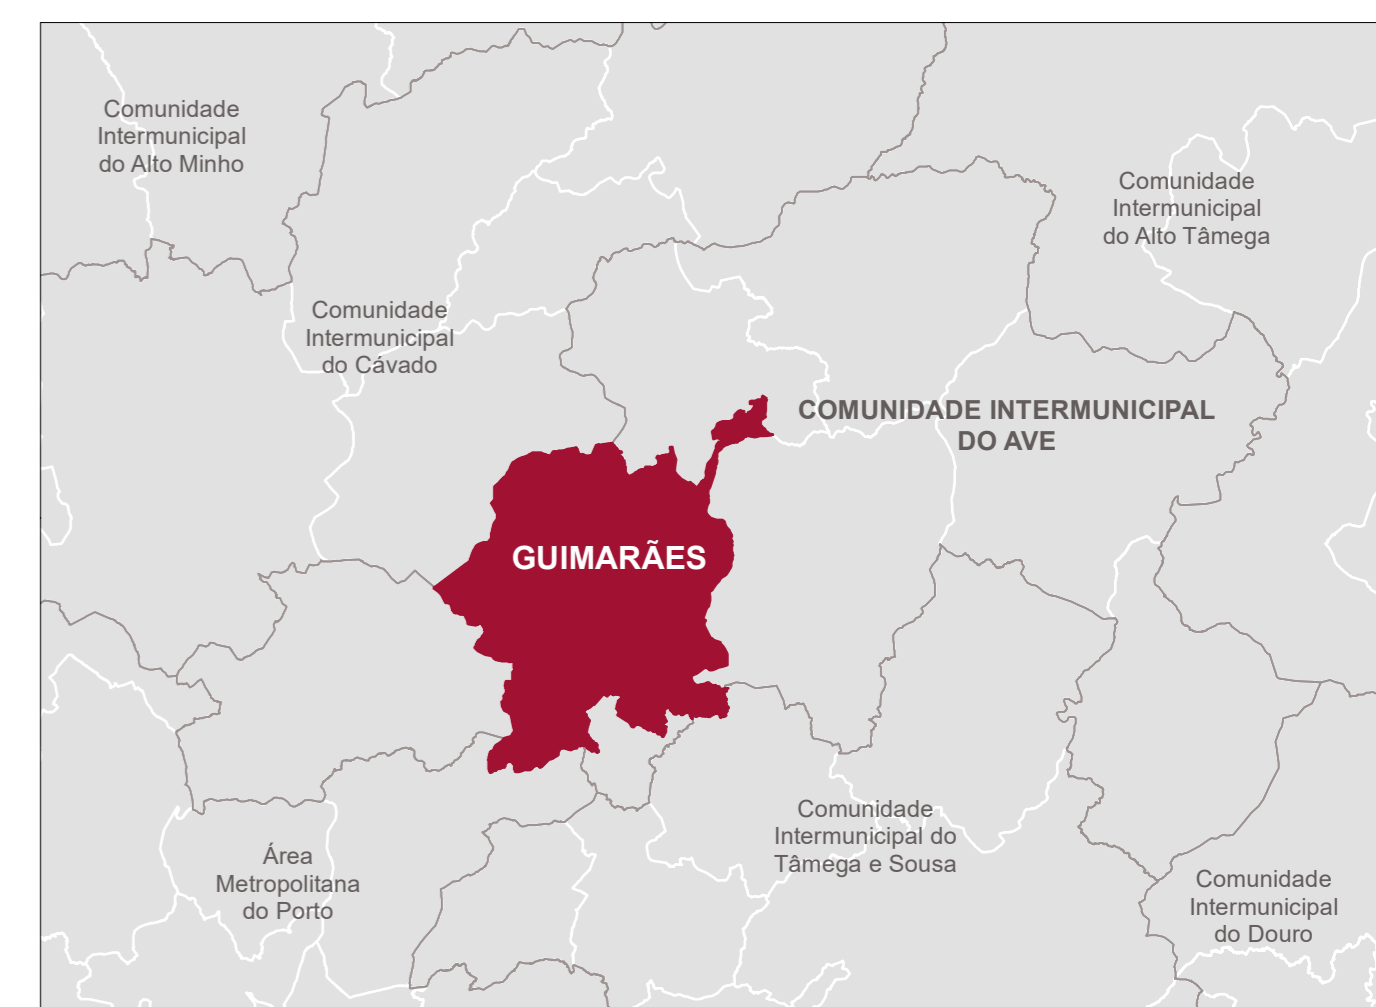 Comunidade
Intermunicipal
do Alto Minho
Comunidade
Intermunicipal
do Alto Tâmega
Comunidade
Intermunicipal
do Cávado
COMUNIDADE INTERMUNICIPAL
DO AVE
GUIMARÃES
Comunidade
Intermunicipal do
Tâmega e Sousa
Área
Metropolitana
do Porto
Comunidade
Intermunicipal
do Douro